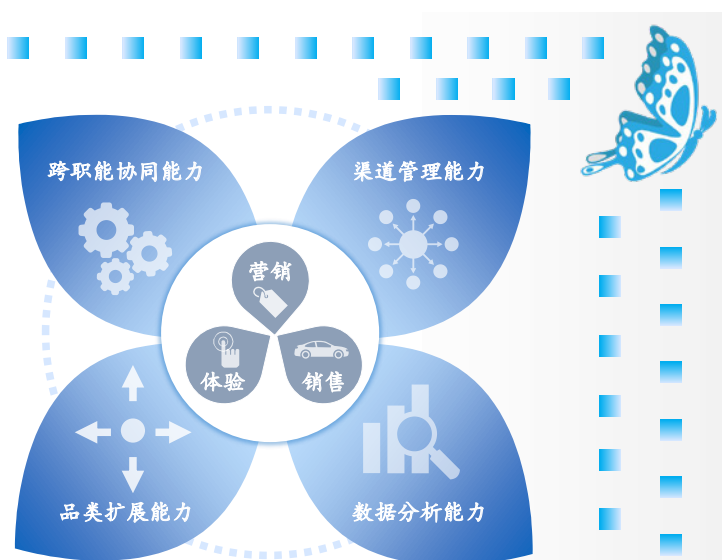 跨职能协同能力
渠道管理能力
营销
体验
销售
品类扩展能力
数据分析能力